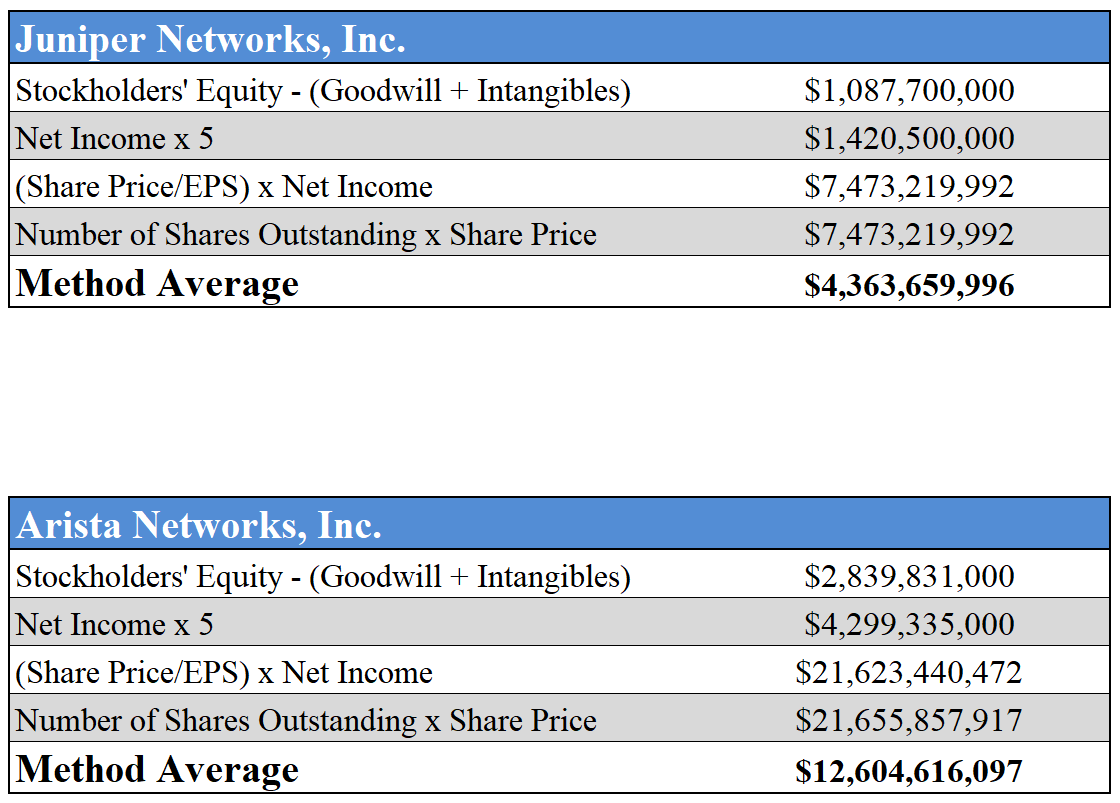 Juniper Networks, Inc.
Stockholders' Equity - (Goodwill + Intangibles) $1,087,700,000
Net Income x 5 $1,420,500,000
(Share Price/EPS) x Net Income $7,473,219,992
Number of Shares Outstanding x Share Price $7,473,219,992
Method Average $4,363,659,996
Arista Networks, Inc.
Stockholders' Equity - (Goodwill + Intangibles) $2,839,831,000
Net Income x 5 $4,299,335,000
(Share Price/EPS) x Net Income $21,623,440,472
Number of Shares Outstanding x Share Price $21,655,857,917
Method Average $12,604,616,097